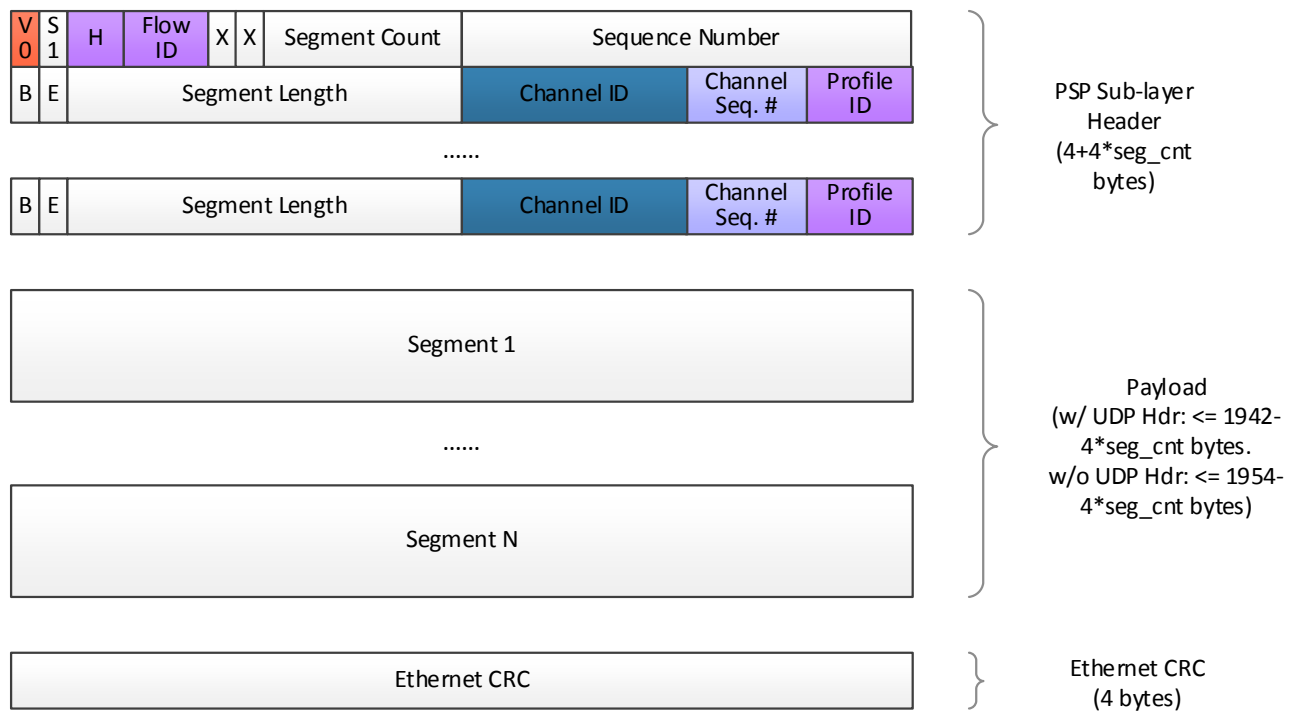 V 0 S 1 H Flow ID X X Segment Count Sequence Number
B E Segment Length Channel ID Channel Seq. # Profile ID
......
B E Segment Length Channel ID Channel Seq. # Profile ID
PSP Sub-layer
Header
(4+4*seg_cnt
bytes)
Segment 1
......
Segment N
Payload
(w/ UDP Hdr: <= 1942-
4*seg_cnt bytes.
w/o UDP Hdr: <= 1954-
4*seg_cnt bytes)
Ethernet CRC
Ethernet CRC
(4 bytes)